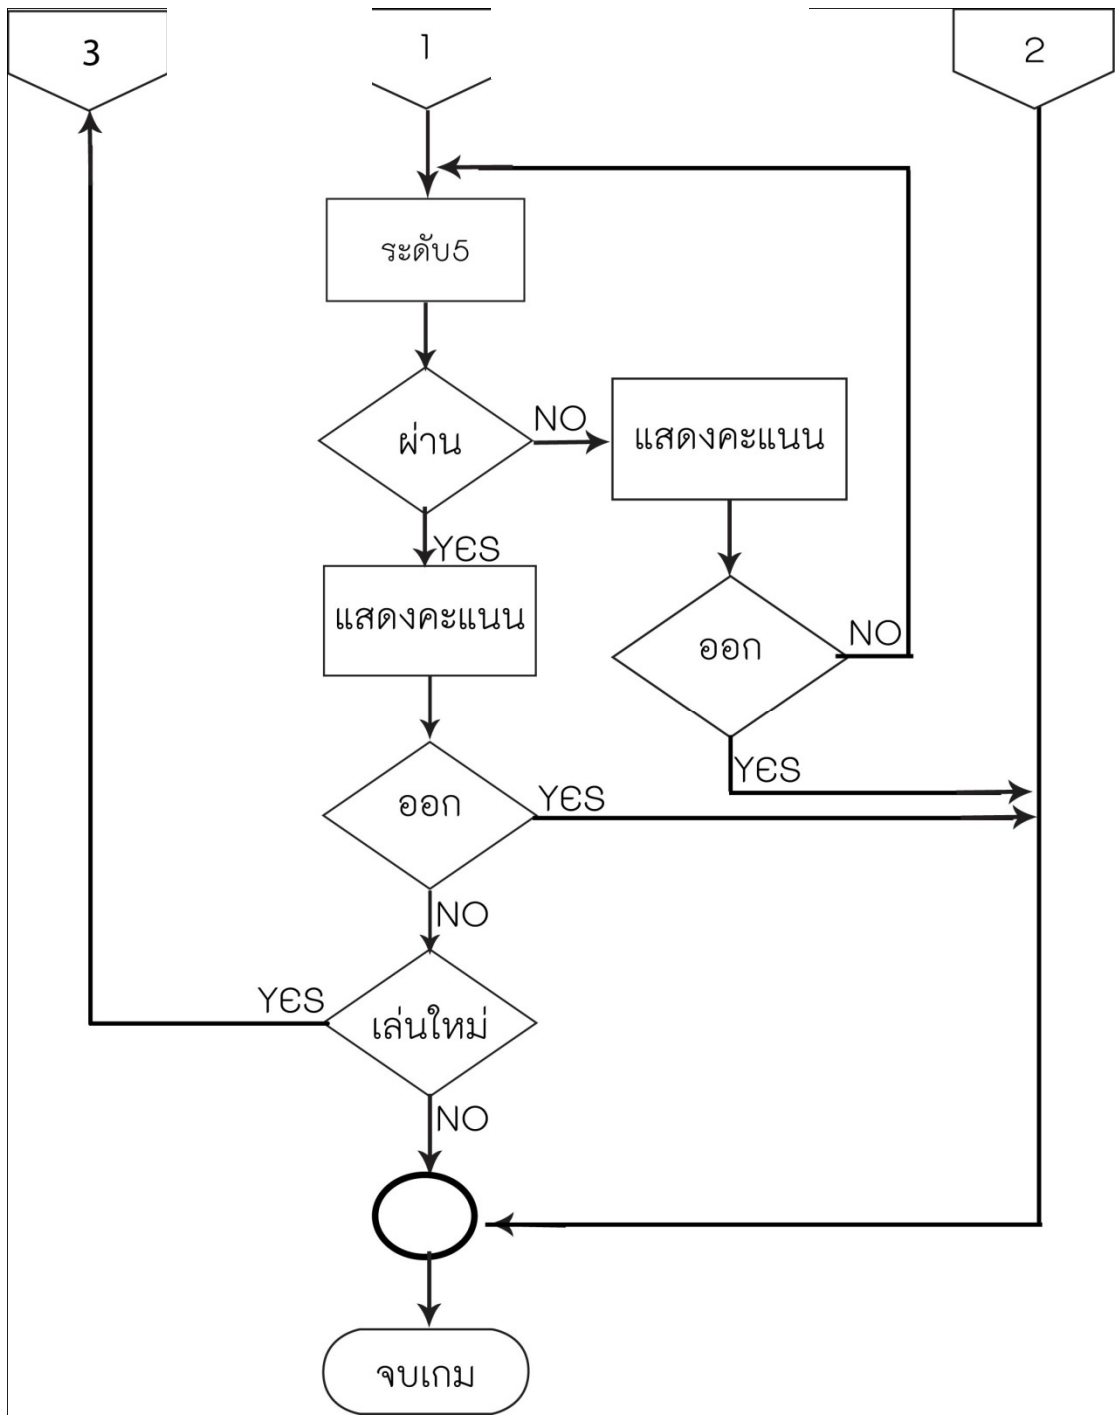 3
1
2
ระดับ5
ผ่าน
NO
แสดงคะแนน
YES
แสดงคะแนน
ออก
NO
YES
ออก
YES
NO
YES
เล่นใหม่
NO
จบเกม